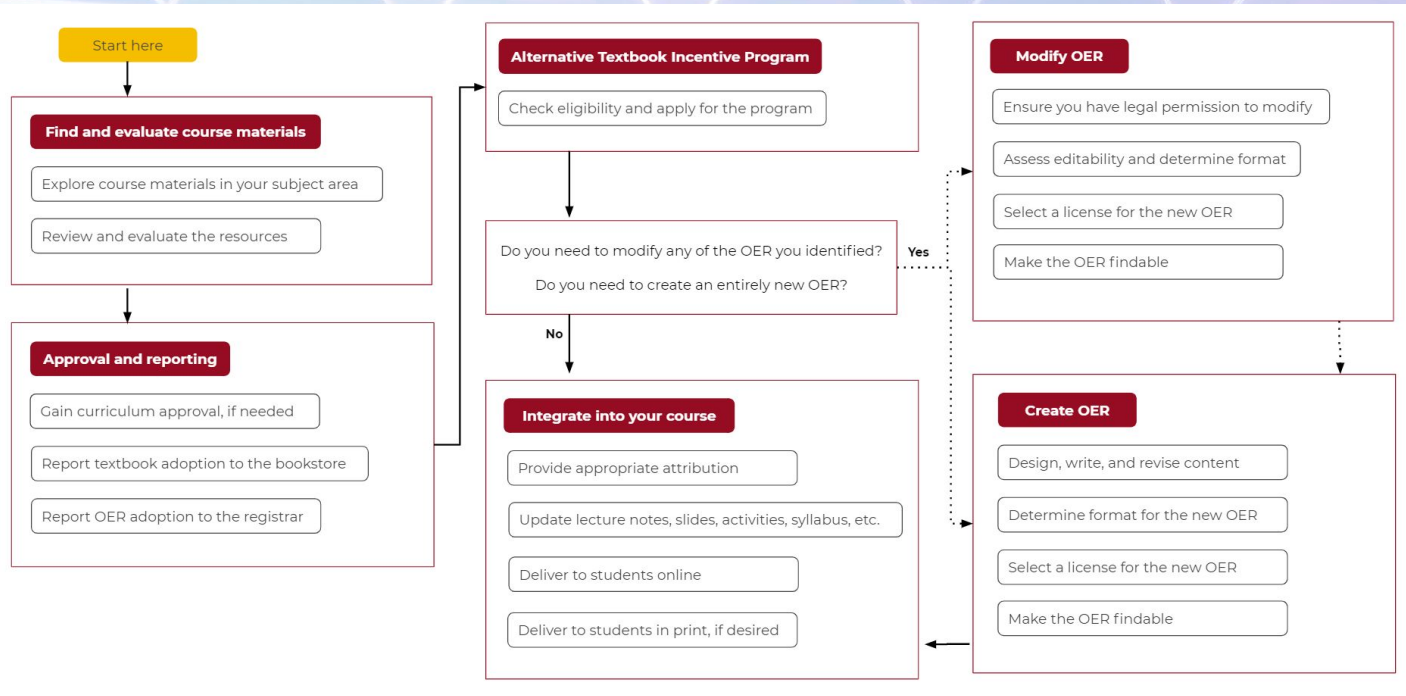 Start here
Find and evaluate course materials
Explore course materials in your subject area
Review and evaluate the resources
Approval and reporting
Gain curriculum approval, if needed
Report textbook adoption to the bookstore
Report OER adoption to the registrar
Alternative Textbook Incentive Program
Check eligibility and apply for the program
Do you need to modify any of the OER you identified?
Do you need to create an entirely new OER?
Yes
No
Integrate into your course
Provide appropriate attribution
Update lecture notes, slides, activities, syllabus, etc.
Deliver to students online
Deliver to students in print, if desired
Modify OER
Ensure you have legal permission to modify
Assess editability and determine format
Select a license for the new OER
Make the OER findable
Create OER
Design, write, and revise content
Determine format for the new OER
Select a license for the new OER
Make the OER findable